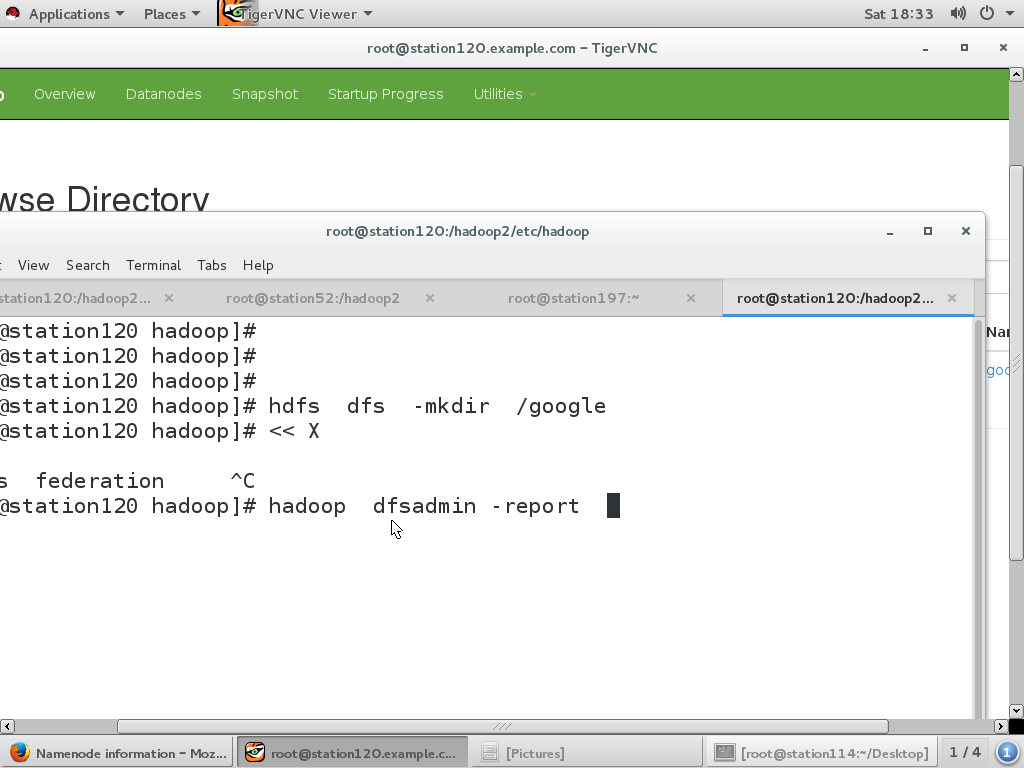 Applications Places TigerVNC Viewer Sat 18:33
root@station120.example.com - TigerVNC
Overview Datanodes Snapshot Startup Progress Utilities
wse Directory
root@station120:/hadoop2/etc/hadoop
View Search Terminal Tabs Help
station120:/hadoop2... root@station52:/hadoop2 root@station197:~ root@station120:/hadoop2...
@station120 hadoop]#
@station120 hadoop]#
@station120 hadoop]#
@station120 hadoop]# hdfs dfs -mkdir /google
@station120 hadoop]# << X
s federation ^C
@station120 hadoop]# hadoop dfsadmin -report
Nar
goo
Namenode information - Moz... root@station120.example.c... [Pictures] [root@station114:~/Desktop] 1 / 4 1